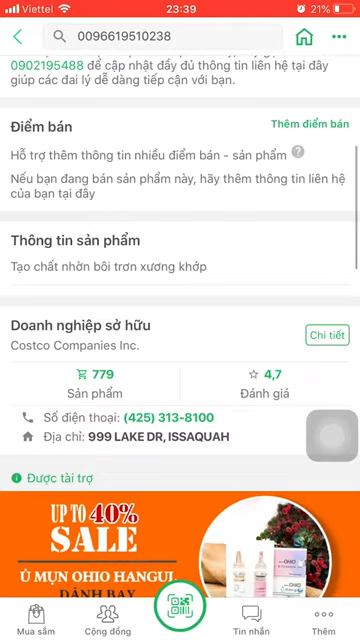 Viettel 23:39 21%
0096619510238
0902195488 để cập nhật đầy đủ thông tin liên hệ tại đây
giúp các đai lý dễ dàng tiếp cận với bạn.
Điểm bán
Thêm điểm bán
Hỗ trợ thêm thông tin nhiều điểm bán - sản phẩm ?
Nếu bạn đang bán sản phẩm này, hãy thêm thông tin liên hệ
của bạn tại đây
Thông tin sản phẩm
Tạo chất nhờn bôi trơn xương khớp
Doanh nghiệp sở hữu
Chi tiết
Costco Companies Inc.
779
4,7
Sản phẩm
Đánh giá
Số điện thoại: (425) 313-8100
Địa chỉ: 999 LAKE DR, ISSAQUAH
Được tài trợ
UP TO 40%
SALE
Ủ MỤN OHIO HANGUL
ĐÁNH BAY
Mua sắm
Cộng đồng
Tin nhắn
Thêm